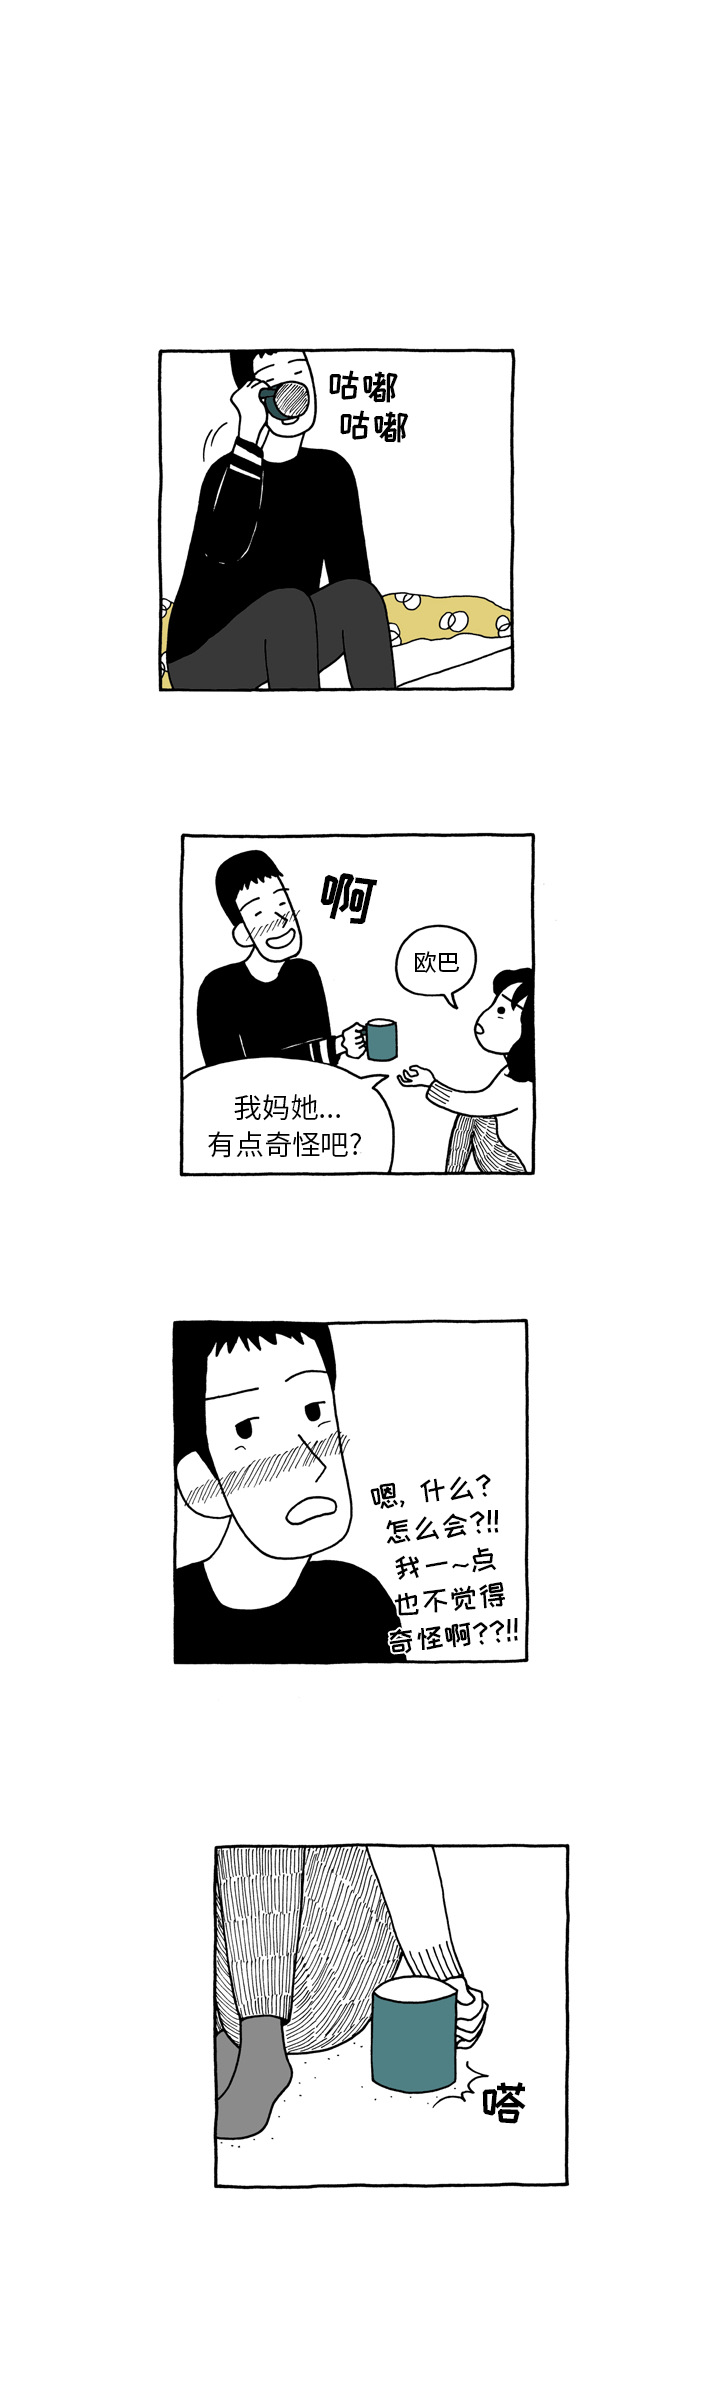 咕嘟
咕嘟
啊
欧巴
我妈她...
有点奇怪吧?
嗯, 什么?
怎么会?!!
我一~点
也不觉得
奇怪啊??!!
嗒